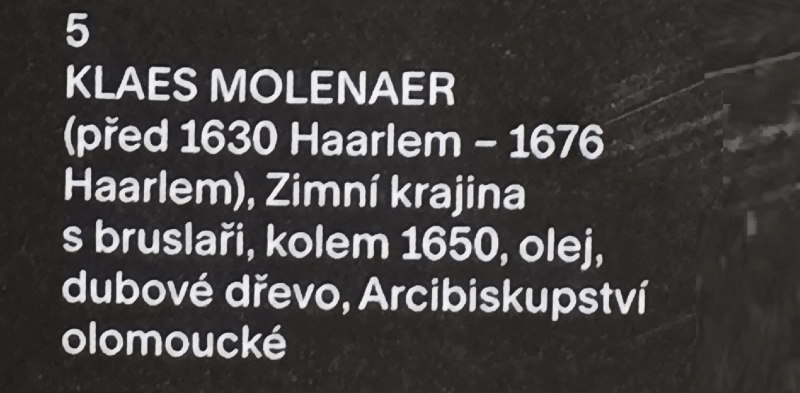 5
KLAES MOLENAER
(před 1630 Haarlem – 1676
Haarlem), Zimní krajina
s bruslaři, kolem 1650, olej,
dubové dřevo, Arcibiskupství
olomoucké